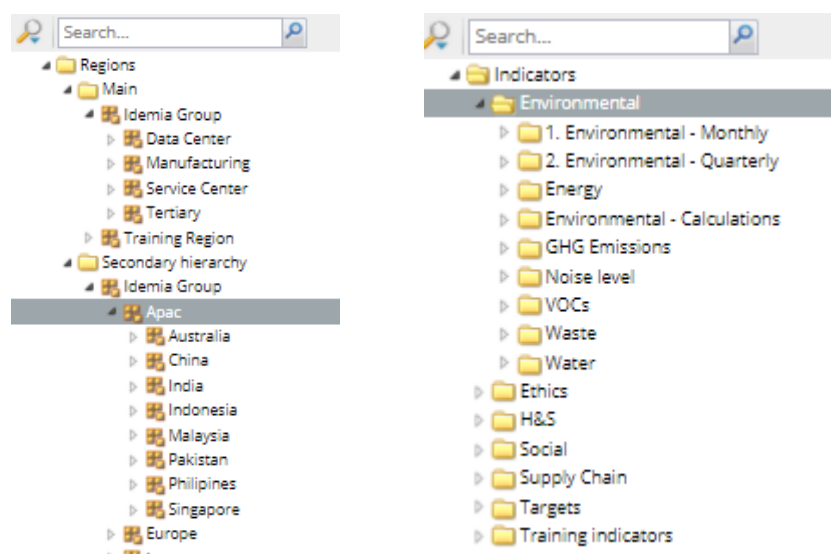 Search...
Regions
Main
Idemia Group
Data Center
Manufacturing
Service Center
Tertiary
Training Region
Secondary hierarchy
Idemia Group
Apac
Australia
China
India
Indonesia
Malaysia
Pakistan
Philipines
Singapore
Europe
Search...
Indicators
Environmental
1. Environmental - Monthly
2. Environmental - Quarterly
Energy
Environmental - Calculations
GHG Emissions
Noise level
VOCs
Waste
Water
Ethics
H&S
Social
Supply Chain
Targets
Training indicators